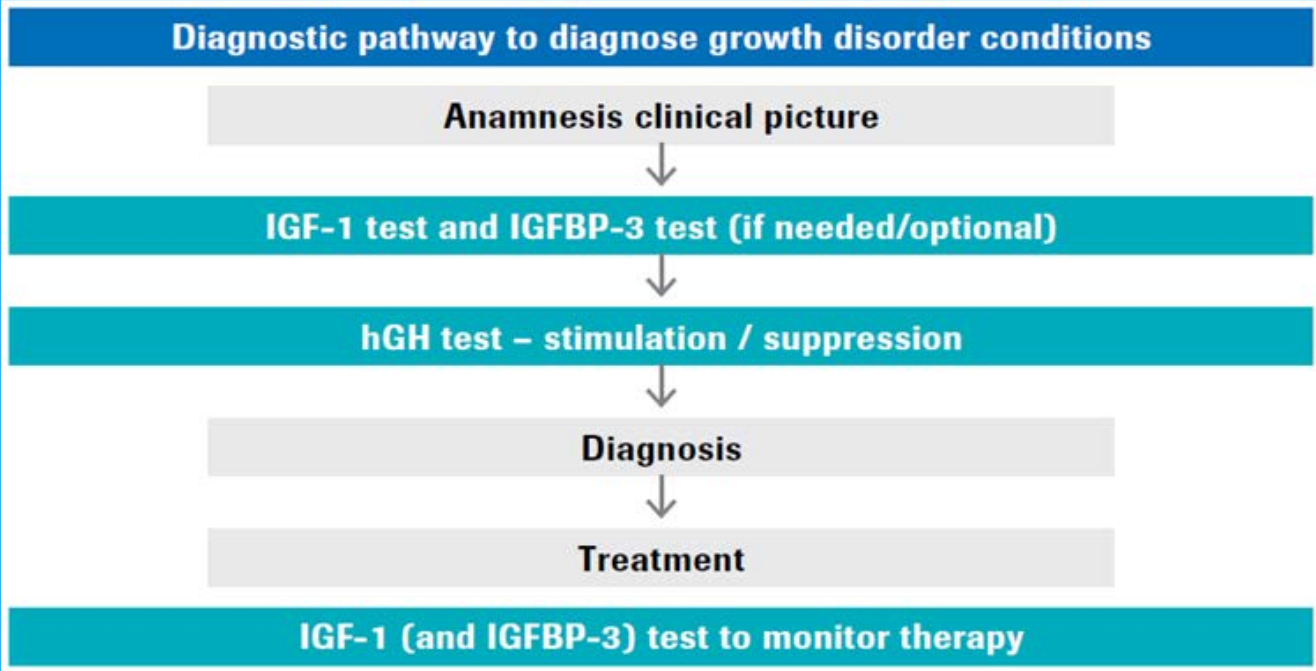 Diagnostic pathway to diagnose growth disorder conditions
Anamnesis clinical picture
IGF-1 test and IGFBP-3 test (if needed/optional)
hGH test – stimulation / suppression
Diagnosis
Treatment
IGF-1 (and IGFBP-3) test to monitor therapy